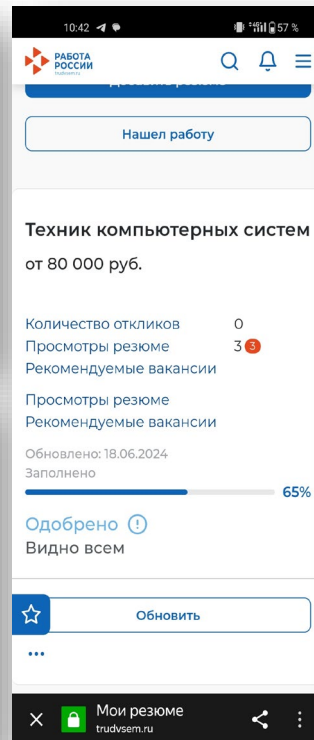 10:42
57 %
РАБОТА
РОССИИ
trudvsem.ru
Нашел работу
Техник компьютерных систем
от 80 000 руб.
Количество откликов 0
Просмотры резюме 3 3
Рекомендуемые вакансии
Просмотры резюме
Рекомендуемые вакансии
Обновлено: 18.06.2024
Заполнено
65%
Одобрено
Видно всем
Обновить
Мои резюме
trudvsem.ru